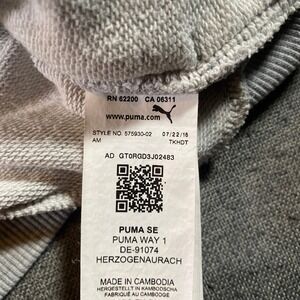 RN 62200 CA 06311
www.puma.com
STYLE NO. 575930-02 07/22/18
AM TKHDT
AD GT0RGD3J02483
PUMA SE
PUMA WAY 1
DE-91074
HERZOGENAURACH
MADE IN CAMBODIA
HERGESTELLT IN KAMBODSCHA
FABRIQUÉ AU CAMBODGE